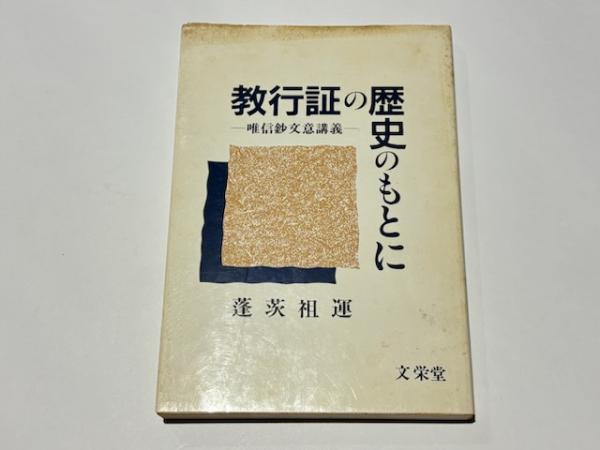 教行証の歴史のもとに
―唯信鈔文意講義―
蓬茨祖運
文栄堂